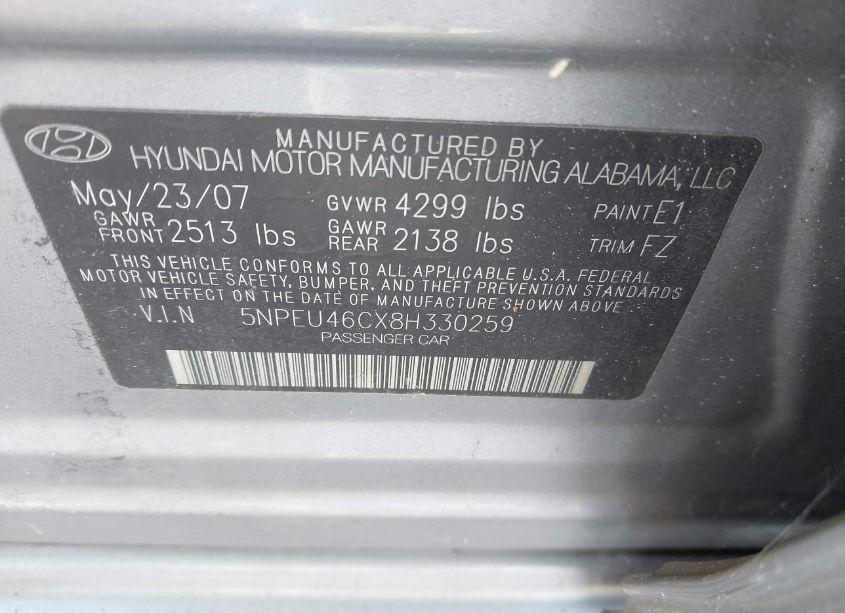 MANUFACTURED BY
HYUNDAI MOTOR MANUFACTURING ALABAMA, LLC
May/23/07 GVWR 4299 lbs PAINT E1
GAWR FRONT 2513 lbs GAWR REAR 2138 lbs TRIM FZ
THIS VEHICLE CONFORMS TO ALL APPLICABLE U.S.A. FEDERAL
MOTOR VEHICLE SAFETY, BUMPER, AND THEFT PREVENTION STANDARDS
IN EFFECT ON THE DATE OF MANUFACTURE SHOWN ABOVE
V.I.N 5NPEU46CX8H330259
PASSENGER CAR